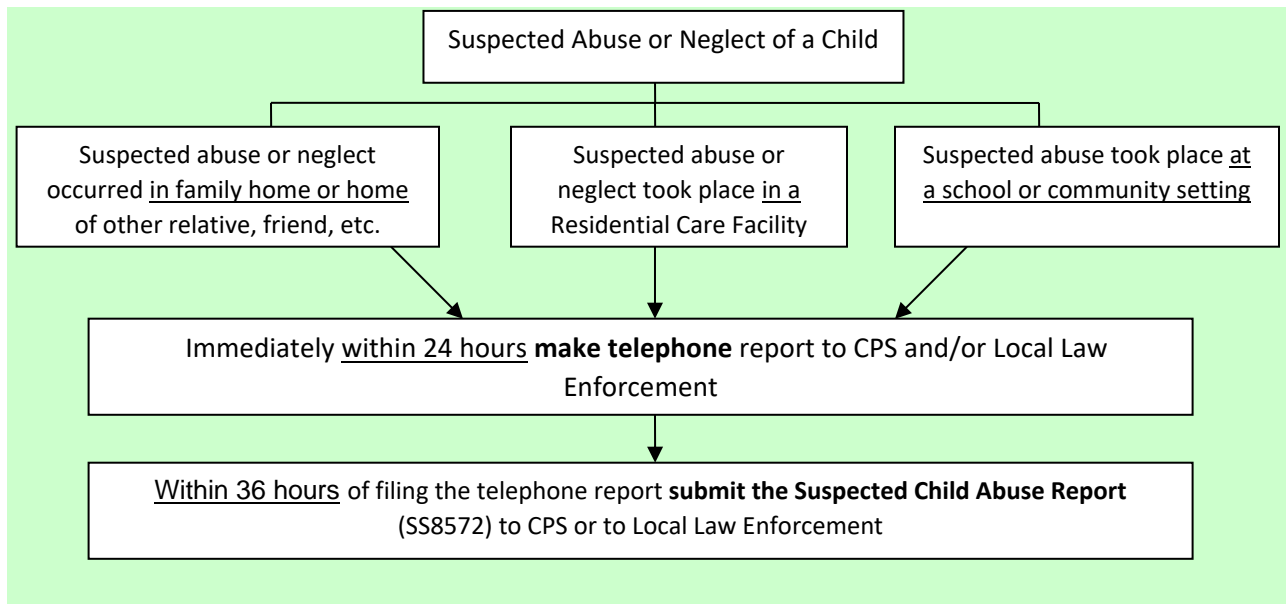 Suspected Abuse or Neglect of a Child
Suspected abuse or neglect
occurred in family home or home
of other relative, friend, etc.
Suspected abuse or
neglect took place in a
Residential Care Facility
Suspected abuse took place at
a school or community setting
Immediately within 24 hours make telephone report to CPS and/or Local Law
Enforcement
Within 36 hours of filing the telephone report submit the Suspected Child Abuse Report
(SS8572) to CPS or to Local Law Enforcement